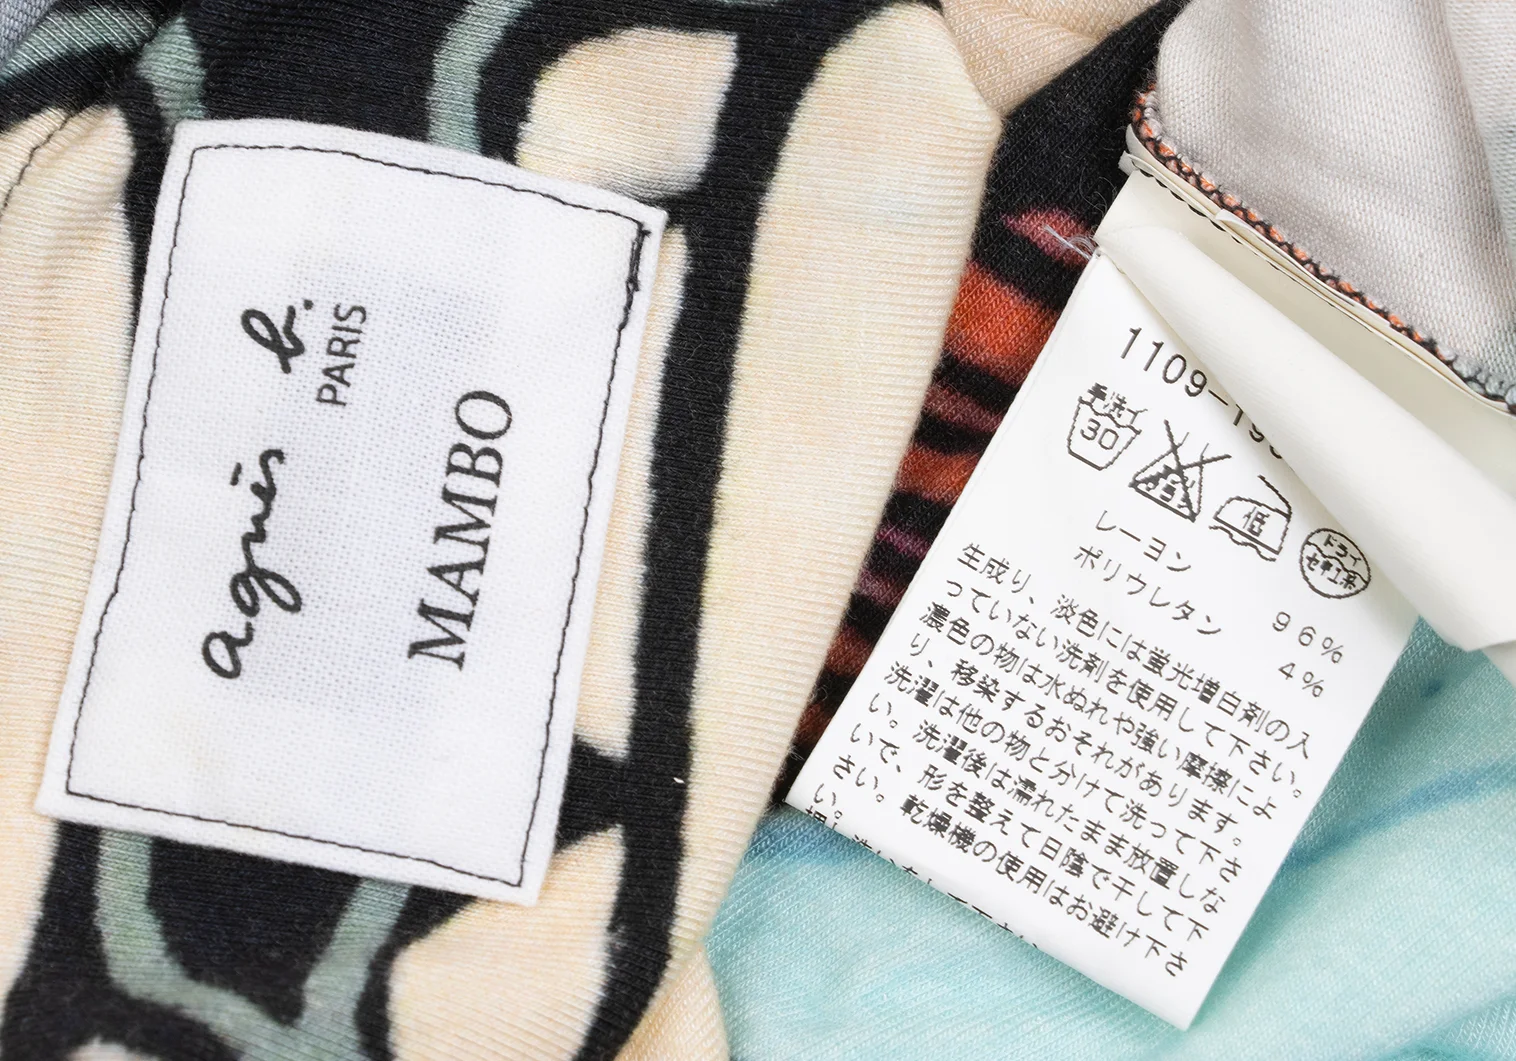 agnès b.
PARIS
MAMBO
1109-19
手洗イ
30
低
ドライ
セキユ系
レーヨン 96%
ポリウレタン 4%
生成り、淡色には蛍光増白剤の入
っていない洗剤を使用して下さい。
濃色の物は水ぬれや強い摩擦によ
り、移染するおそれがあります。
洗濯は他の物と分けて洗って下さ
い。洗濯後は濡れたまま放置しな
いで、形を整えて日陰で干して下
さい。乾燥機の使用はお避け下さ
い。